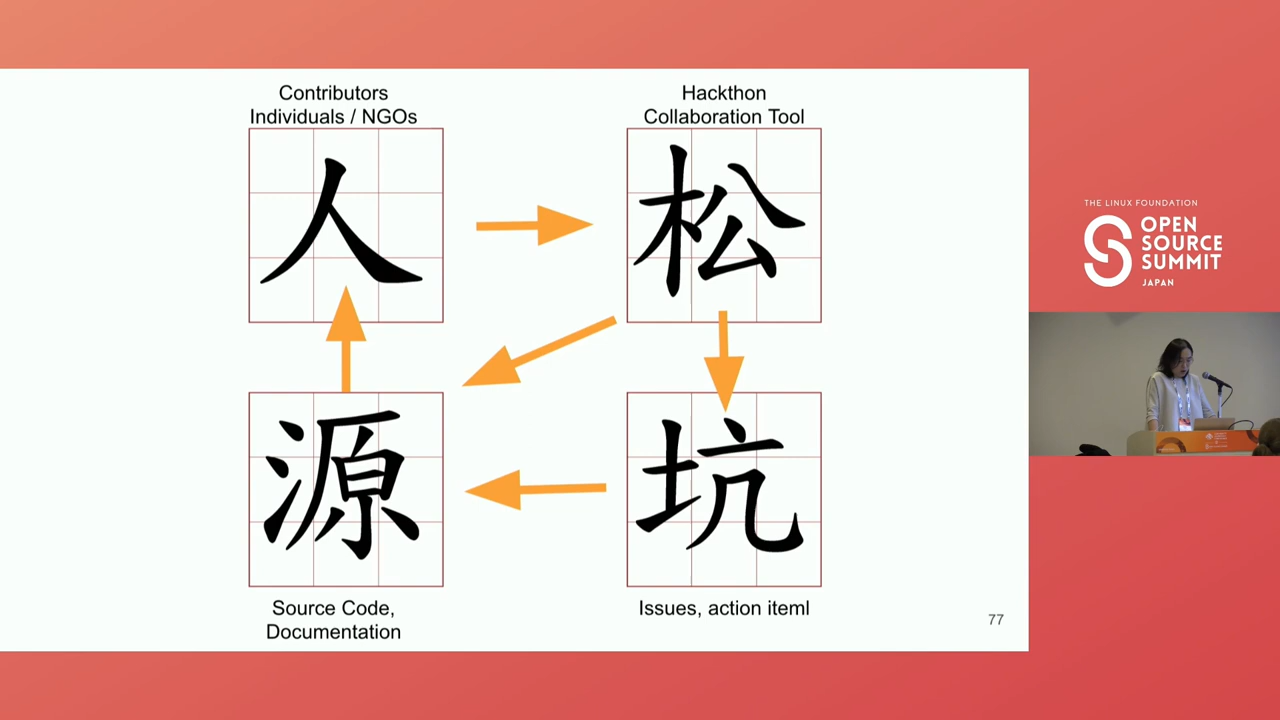 Contributors
Individuals / NGOs
Hackthon
Collaboration Tool
人
松
源
坑
Source Code,
Documentation
Issues, action iteml
77
THE LINUX FOUNDATION
OPEN
SOURCE
SUMMIT
JAPAN